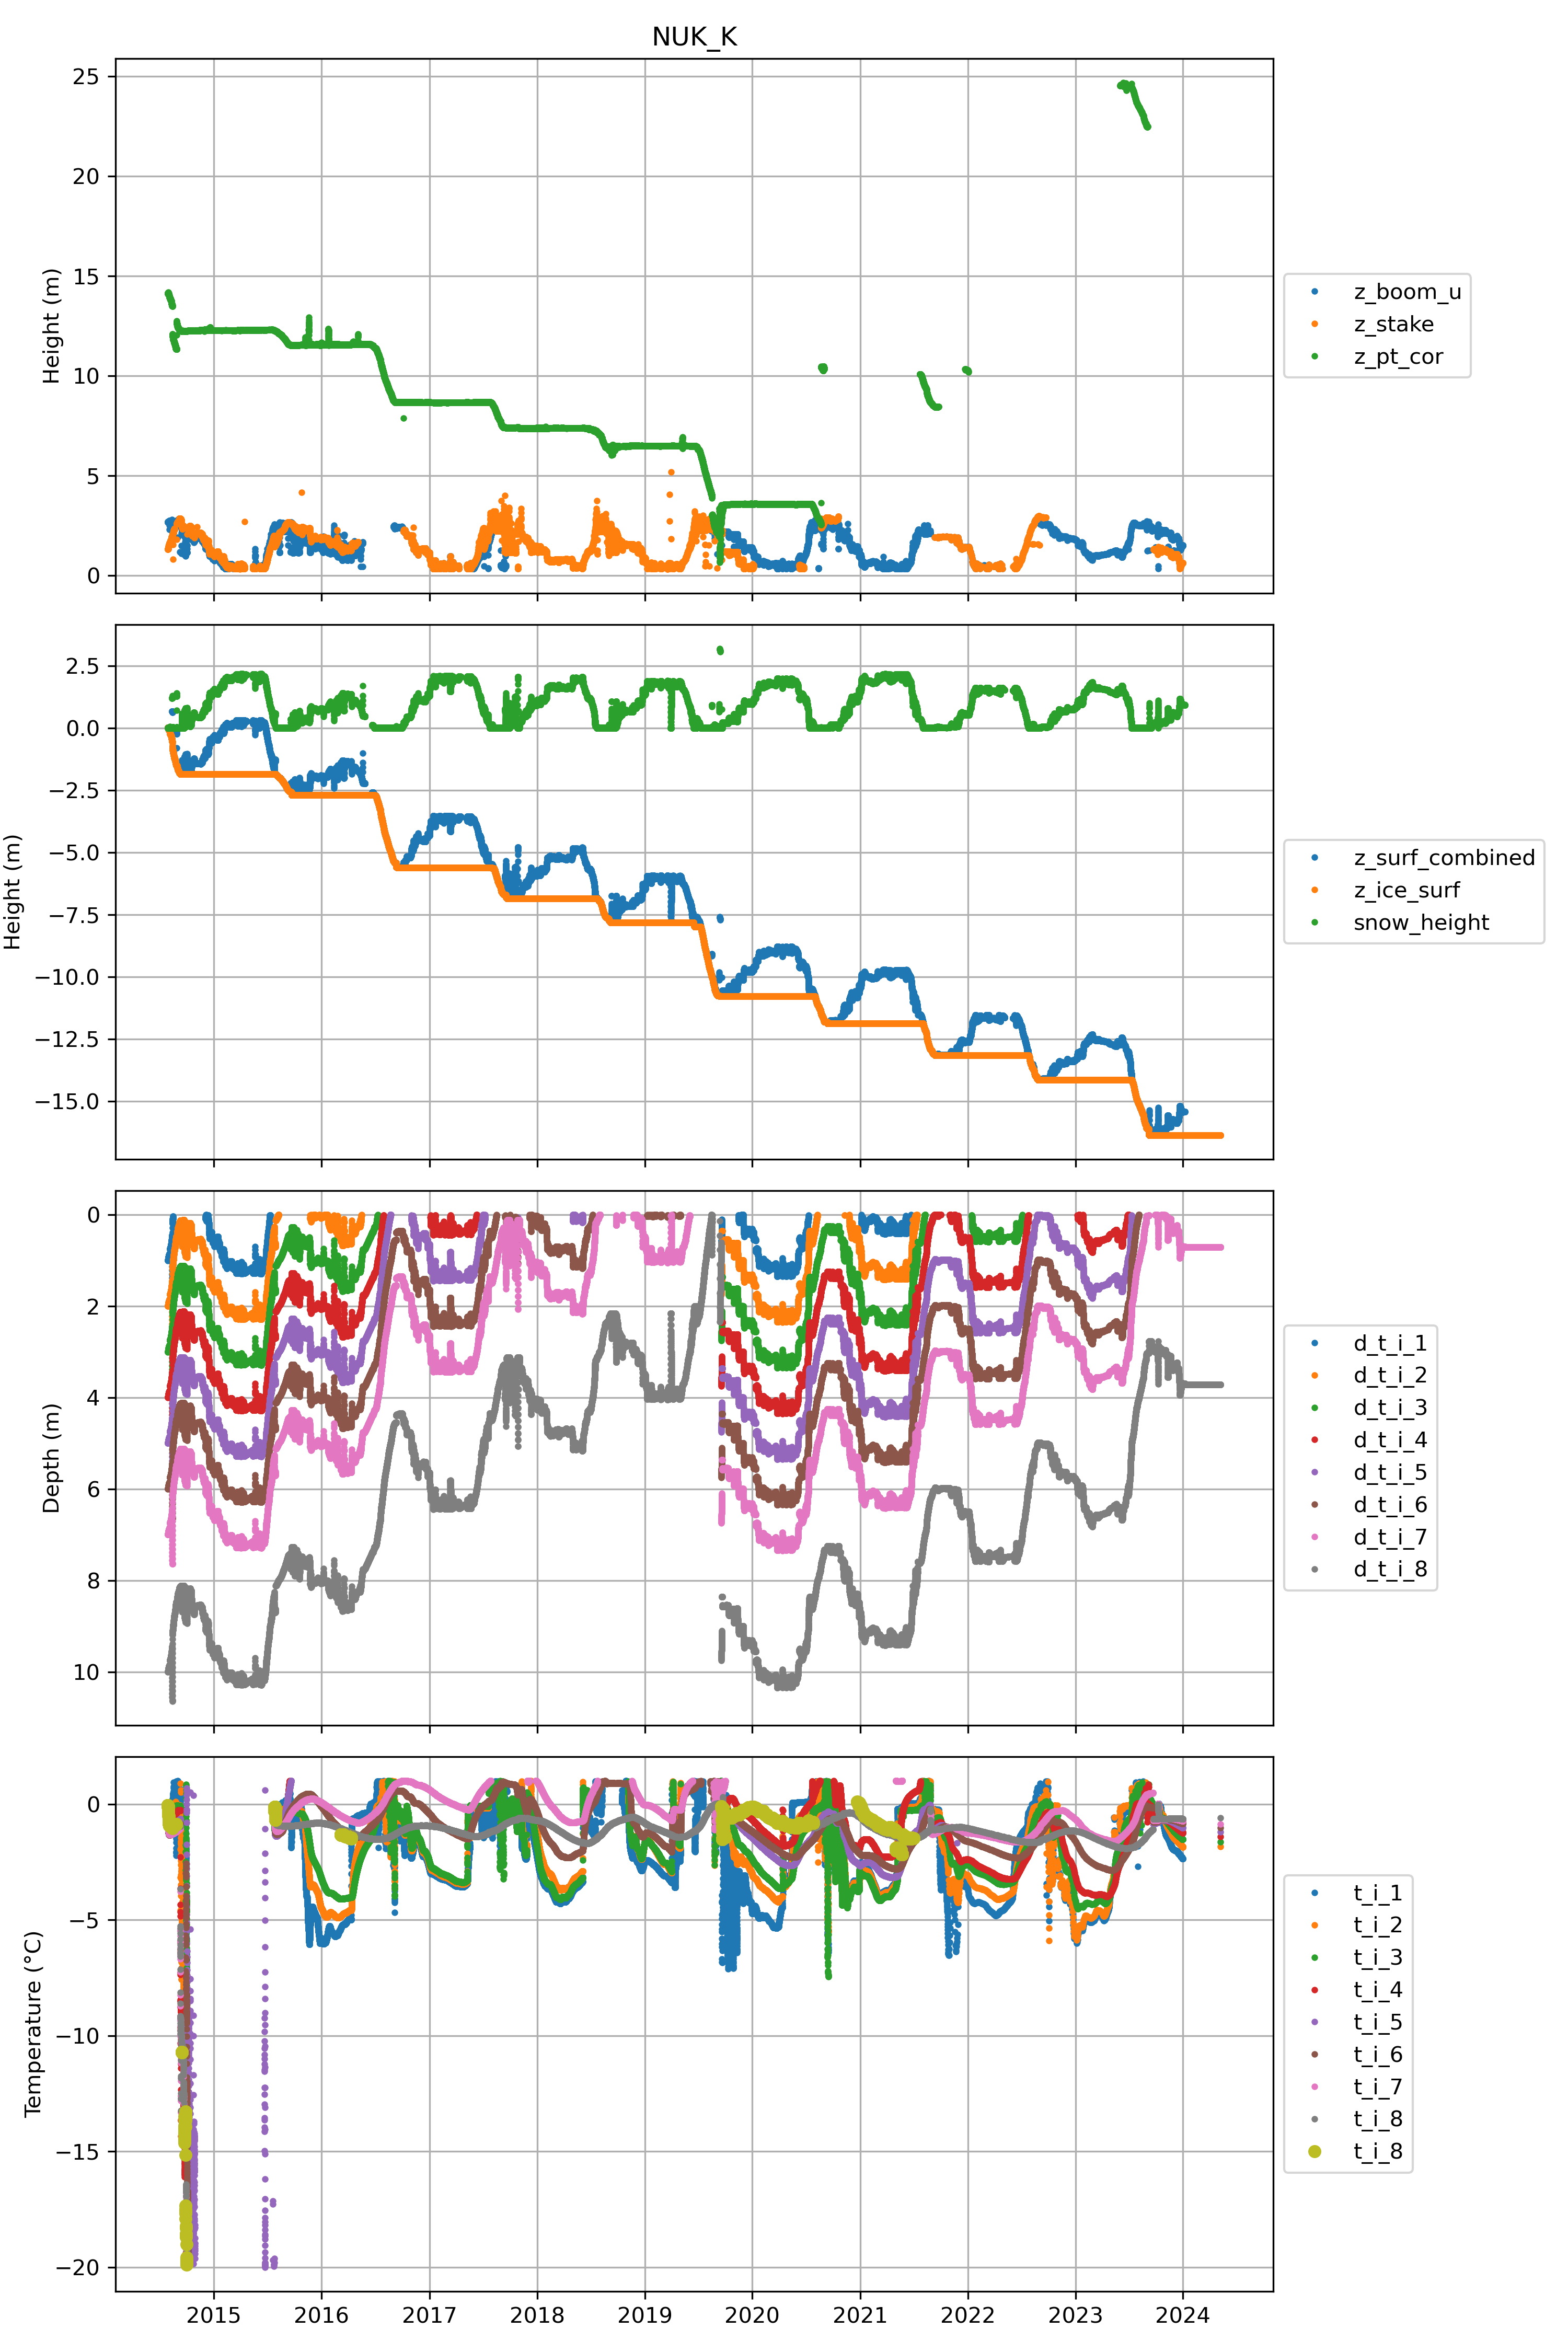 NUK_K
25
20
15
10
5
0
Height (m)
z_boom_u
z_stake
z_pt_cor
2.5
0.0
−2.5
−5.0
−7.5
−10.0
−12.5
−15.0
Height (m)
z_surf_combined
z_ice_surf
snow_height
0
2
4
6
8
10
Depth (m)
d_t_i_1
d_t_i_2
d_t_i_3
d_t_i_4
d_t_i_5
d_t_i_6
d_t_i_7
d_t_i_8
0
−5
−10
−15
−20
Temperature (°C)
t_i_1
t_i_2
t_i_3
t_i_4
t_i_5
t_i_6
t_i_7
t_i_8
t_i_8
2015 2016 2017 2018 2019 2020 2021 2022 2023 2024